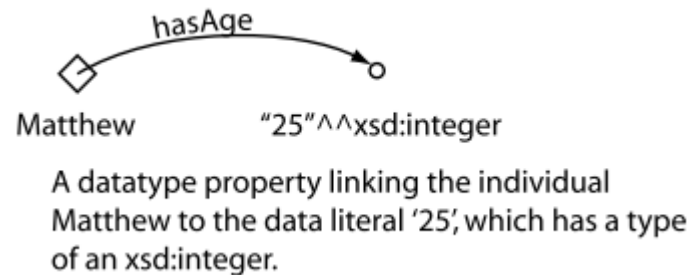 hasAge
Matthew
"25"^^xsd:integer
A datatype property linking the individual
Matthew to the data literal ‘25’, which has a type
of an xsd:integer.